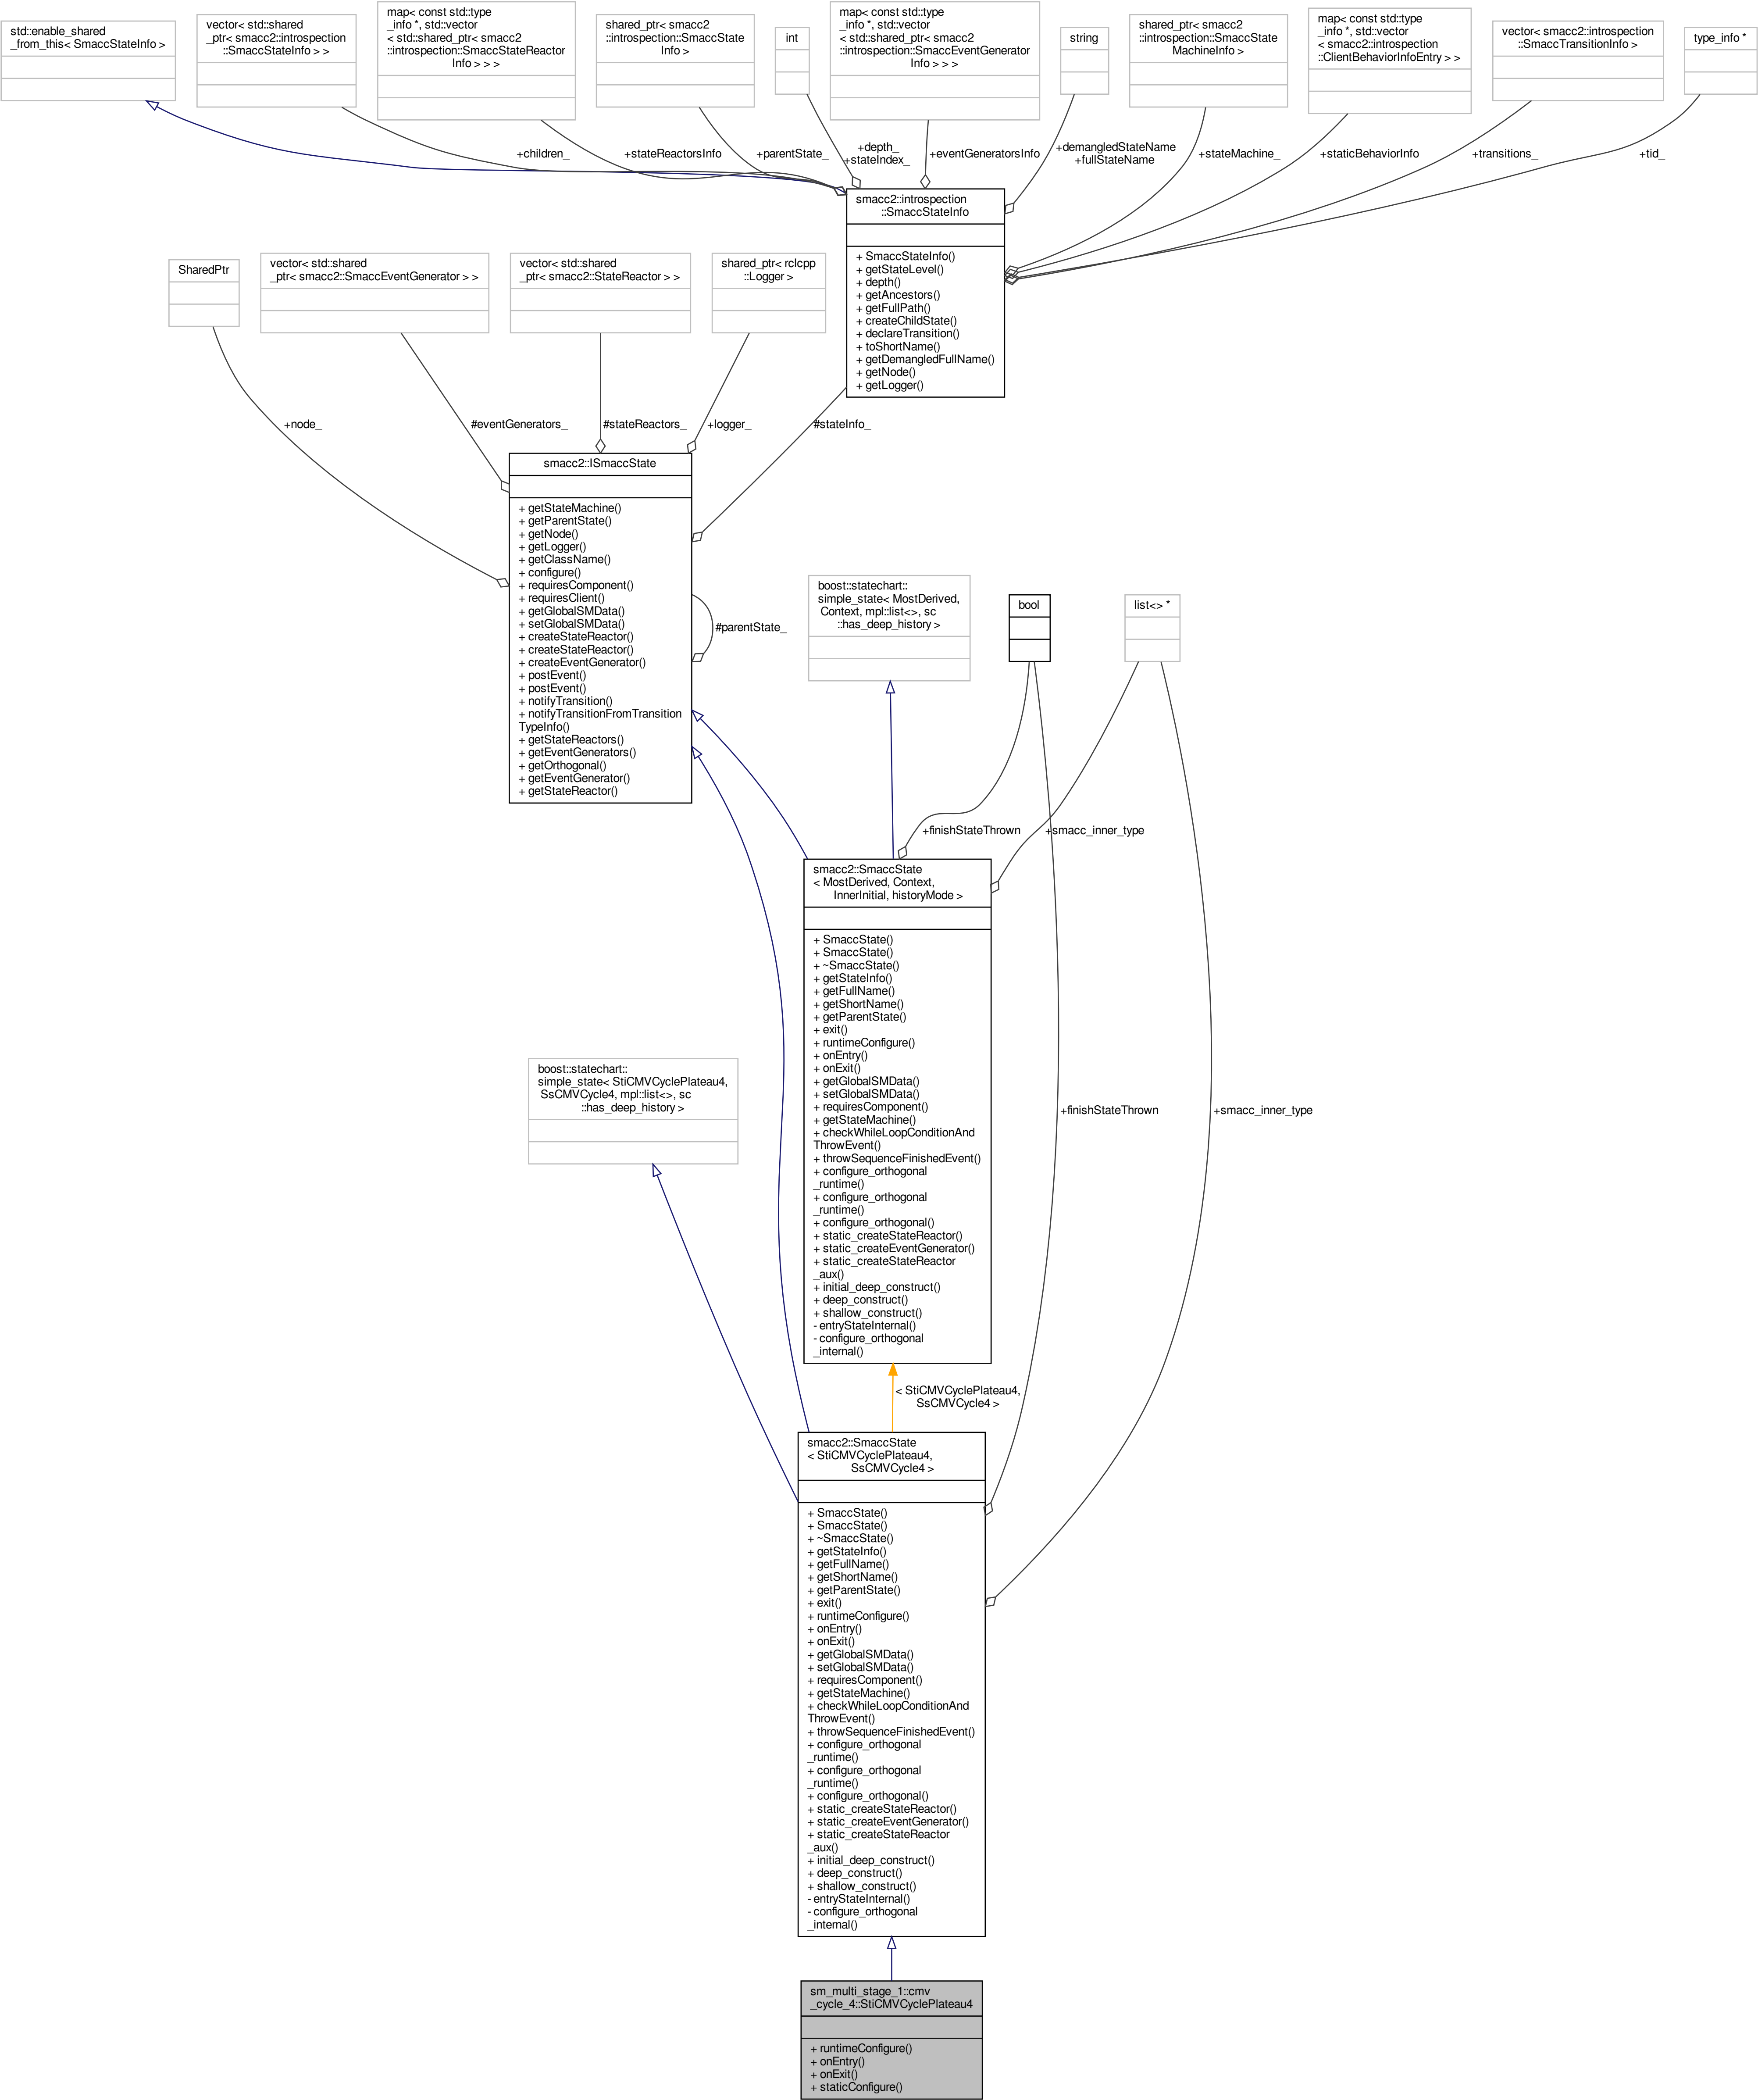 std::enable_shared
_from_this< SmaccStateInfo >
vector< std::shared
_ptr< smacc2::introspection
::SmaccStateInfo > >
map< const std::type
_info *, std::vector
< std::shared_ptr< smacc2
::introspection::SmaccStateReactor
Info > > >
shared_ptr< smacc2
::introspection::SmaccState
Info >
int
map< const std::type
_info *, std::vector
< std::shared_ptr< smacc2
::introspection::SmaccEventGenerator
Info > > >
string
shared_ptr< smacc2
::introspection::SmaccState
MachineInfo >
map< const std::type
_info *, std::vector
< smacc2::introspection
::ClientBehaviorInfoEntry > >
vector< smacc2::introspection
::SmaccTransitionInfo >
type_info *
+children_
+stateReactorsInfo
+parentState_
+depth_
+stateIndex_
+eventGeneratorsInfo
+demangledStateName
+fullStateName
+stateMachine_
+staticBehaviorInfo
+transitions_
+tid_
smacc2::introspection
::SmaccStateInfo
+ SmaccStateInfo()
+ getStateLevel()
+ depth()
+ getAncestors()
+ getFullPath()
+ createChildState()
+ declareTransition()
+ toShortName()
+ getDemangledFullName()
+ getNode()
+ getLogger()
SharedPtr
vector< std::shared
_ptr< smacc2::SmaccEventGenerator > >
vector< std::shared
_ptr< smacc2::StateReactor > >
shared_ptr< rclcpp
::Logger >
+node_
#eventGenerators_
#stateReactors_
+logger_
#stateInfo_
smacc2::ISmaccState
+ getStateMachine()
+ getParentState()
+ getNode()
+ getLogger()
+ getClassName()
+ configure()
+ requiresComponent()
+ requiresClient()
+ getGlobalSMData()
+ setGlobalSMData()
+ createStateReactor()
+ createStateReactor()
+ createEventGenerator()
+ postEvent()
+ postEvent()
+ notifyTransition()
+ notifyTransitionFromTransition
TypeInfo()
+ getStateReactors()
+ getEventGenerators()
+ getOrthogonal()
+ getEventGenerator()
+ getStateReactor()
#parentState_
boost::statechart::
simple_state< MostDerived,
Context, mpl::list<>, sc
::has_deep_history >
bool
list<> *
+finishStateThrown
+smacc_inner_type
smacc2::SmaccState
< MostDerived, Context,
InnerInitial, historyMode >
+ SmaccState()
+ SmaccState()
+ ~SmaccState()
+ getStateInfo()
+ getFullName()
+ getShortName()
+ getParentState()
+ exit()
+ runtimeConfigure()
+ onEntry()
+ onExit()
+ getGlobalSMData()
+ setGlobalSMData()
+ requiresComponent()
+ getStateMachine()
+ checkWhileLoopConditionAnd
ThrowEvent()
+ throwSequenceFinishedEvent()
+ configure_orthogonal
_runtime()
+ configure_orthogonal
_runtime()
+ configure_orthogonal()
+ static_createStateReactor()
+ static_createEventGenerator()
+ static_createStateReactor
_aux()
+ initial_deep_construct()
+ deep_construct()
+ shallow_construct()
- entryStateInternal()
- configure_orthogonal
_internal()
boost::statechart::
simple_state< StiCMVCyclePlateau4,
SsCMVCycle4, mpl::list<>, sc
::has_deep_history >
+finishStateThrown
+smacc_inner_type
< StiCMVCyclePlateau4,
SsCMVCycle4 >
smacc2::SmaccState
< StiCMVCyclePlateau4,
SsCMVCycle4 >
+ SmaccState()
+ SmaccState()
+ ~SmaccState()
+ getStateInfo()
+ getFullName()
+ getShortName()
+ getParentState()
+ exit()
+ runtimeConfigure()
+ onEntry()
+ onExit()
+ getGlobalSMData()
+ setGlobalSMData()
+ requiresComponent()
+ getStateMachine()
+ checkWhileLoopConditionAnd
ThrowEvent()
+ throwSequenceFinishedEvent()
+ configure_orthogonal
_runtime()
+ configure_orthogonal
_runtime()
+ configure_orthogonal()
+ static_createStateReactor()
+ static_createEventGenerator()
+ static_createStateReactor
_aux()
+ initial_deep_construct()
+ deep_construct()
+ shallow_construct()
- entryStateInternal()
- configure_orthogonal
_internal()
sm_multi_stage_1::cmv
_cycle_4::StiCMVCyclePlateau4
+ runtimeConfigure()
+ onEntry()
+ onExit()
+ staticConfigure()